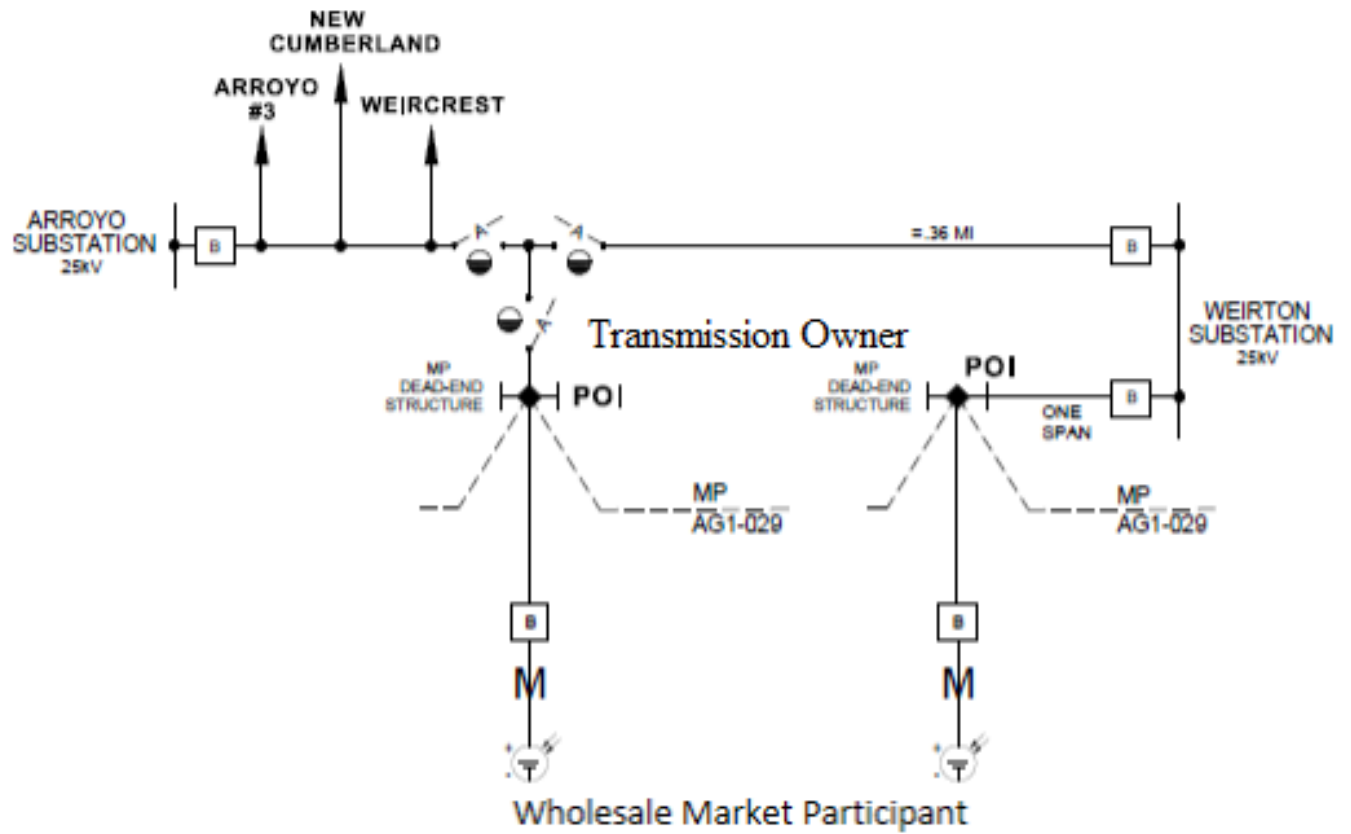 NEW
CUMBERLAND
ARROYO
#3
WEIRCREST
ARROYO
SUBSTATION
25kV
B
A
A
=.36 MI
B
A
Transmission Owner
WEIRTON
SUBSTATION
25kV
MP
DEAD-END
STRUCTURE
POI
MP
DEAD-END
STRUCTURE
POI
B
ONE
SPAN
MP
AG1-029
MP
AG1-029
B
B
M
M
+
-
+
-
Wholesale Market Participant